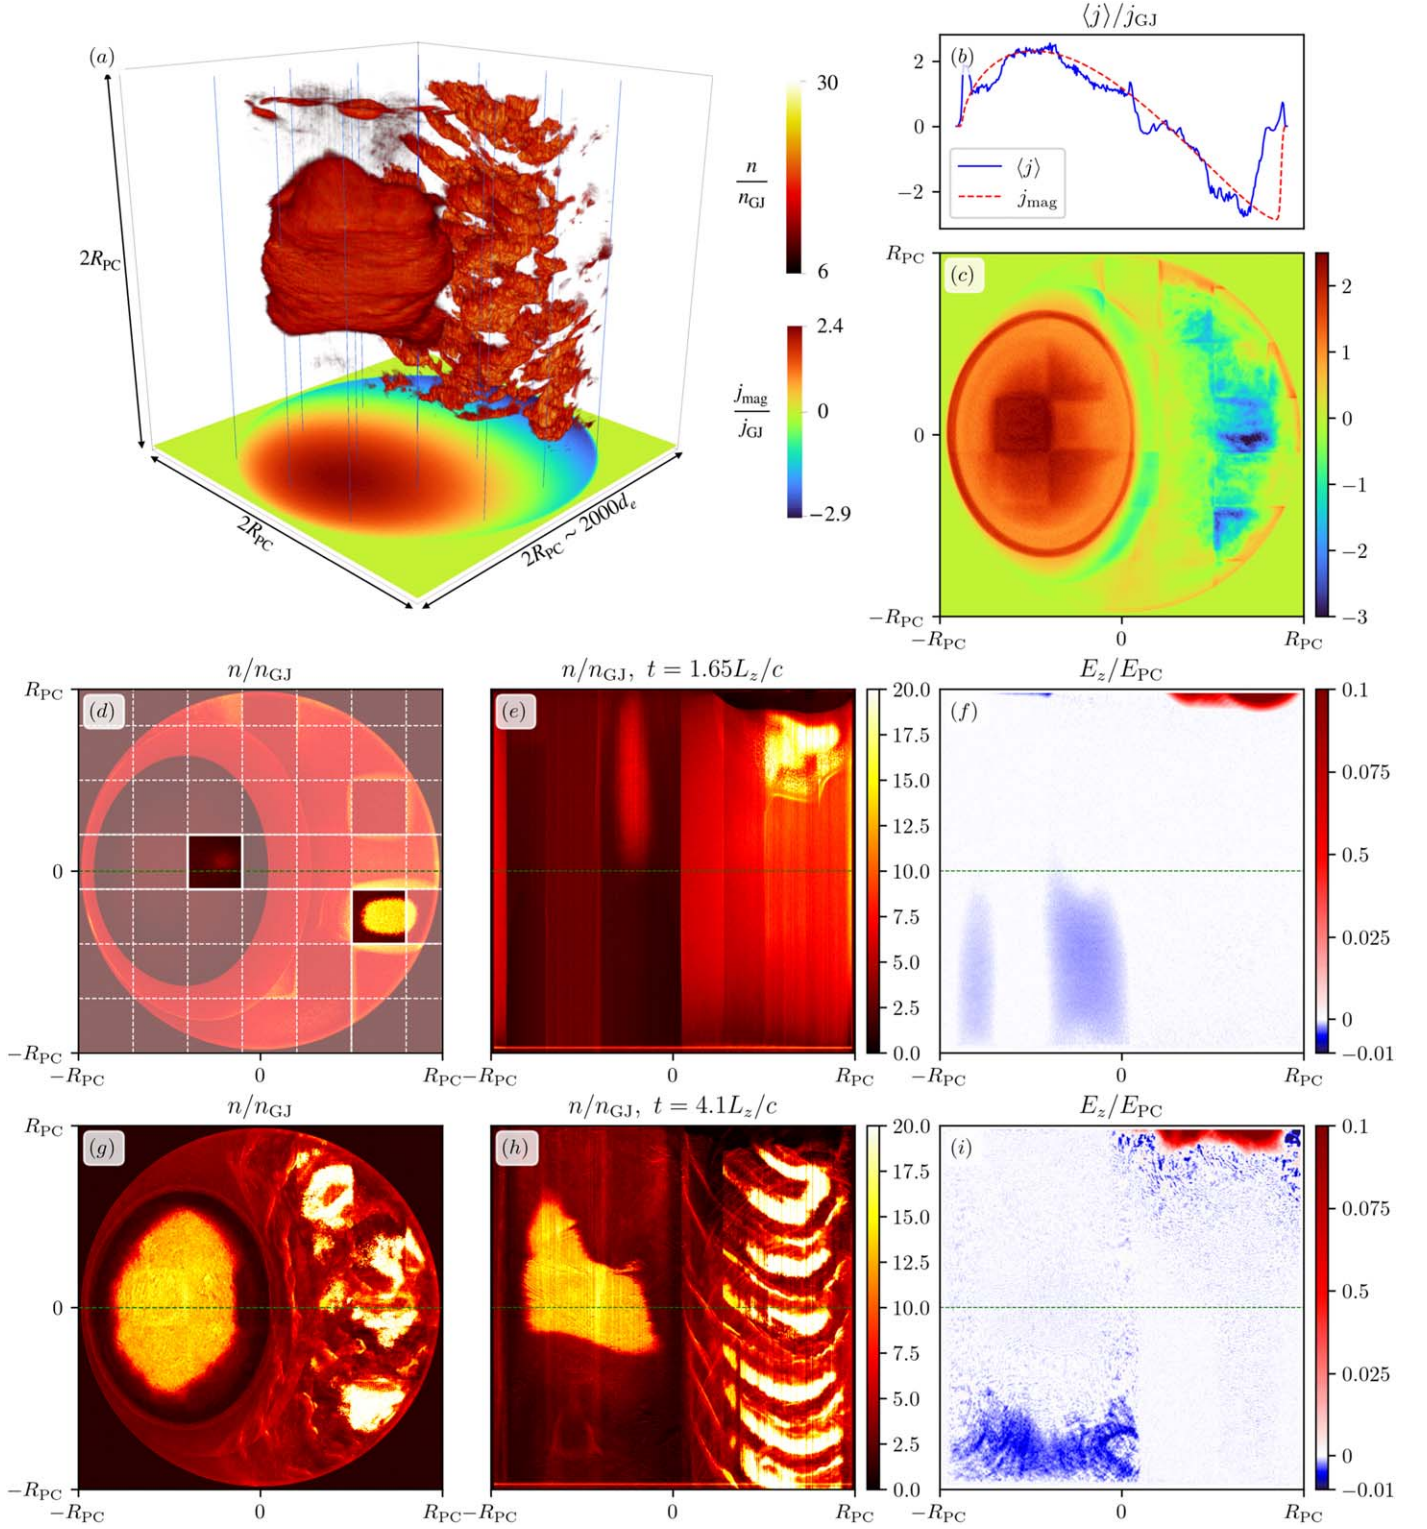 (a)
2R_PC
2R_PC
2R_PC ~ 2000d_e
30
n/n_GJ
6
2.4
j_mag/j_GJ
0
−2.9
⟨j⟩/j_GJ
(b)
2
0
−2
⟨j⟩
j_mag
(c)
R_PC
0
−R_PC
−R_PC 0 R_PC
2
1
0
−1
−2
−3
n/n_GJ
(d)
R_PC
0
−R_PC
−R_PC 0 R_PC
n/n_GJ, t = 1.65L_z/c
(e)
−R_PC 0 R_PC
20.0
17.5
15.0
12.5
10.0
7.5
5.0
2.5
0.0
E_z/E_PC
(f)
−R_PC 0 R_PC
0.1
0.075
0.5
0.025
0
−0.01
n/n_GJ
(g)
R_PC
0
−R_PC
−R_PC 0 R_PC
n/n_GJ, t = 4.1L_z/c
(h)
−R_PC 0 R_PC
20.0
17.5
15.0
12.5
10.0
7.5
5.0
2.5
0.0
E_z/E_PC
(i)
−R_PC 0 R_PC
0.1
0.075
0.5
0.025
0
−0.01